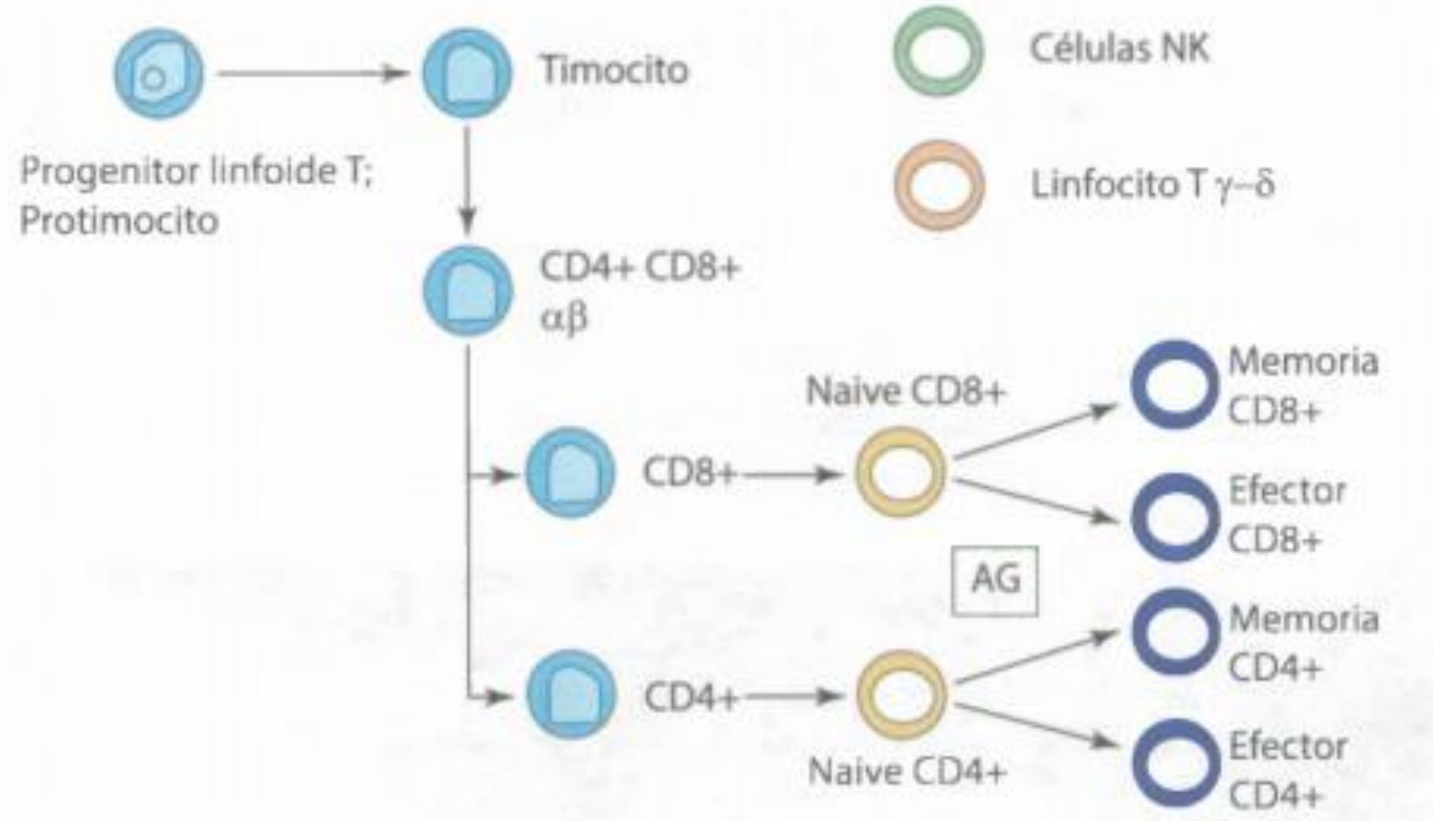 Timocito
Células NK
Progenitor linfoide T;
Protimocito
Linfocito T γ–δ
CD4+ CD8+
αβ
Naive CD8+
Memoria
CD8+
CD8+
Efector
CD8+
AG
Memoria
CD4+
CD4+
Naive CD4+
Efector
CD4+